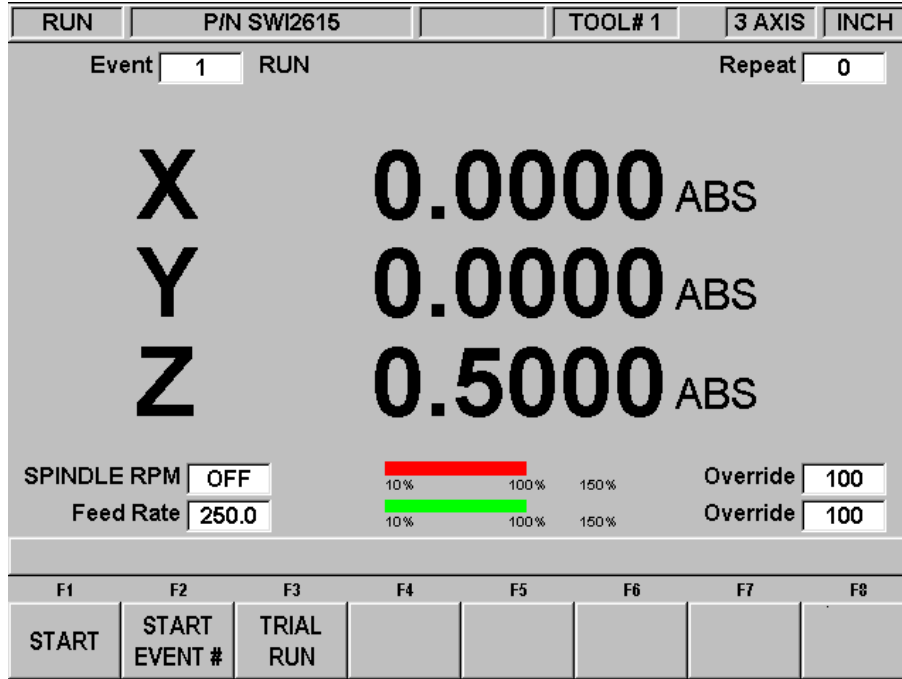 RUN P/N SWI2615 TOOL# 1 3 AXIS INCH
Event 1 RUN Repeat 0
X 0.0000 ABS
Y 0.0000 ABS
Z 0.5000 ABS
SPINDLE RPM OFF 10% 100% 150% Override 100
Feed Rate 250.0 10% 100% 150% Override 100
F1 F2 F3 F4 F5 F6 F7 F8
START
START
EVENT #
TRIAL
RUN